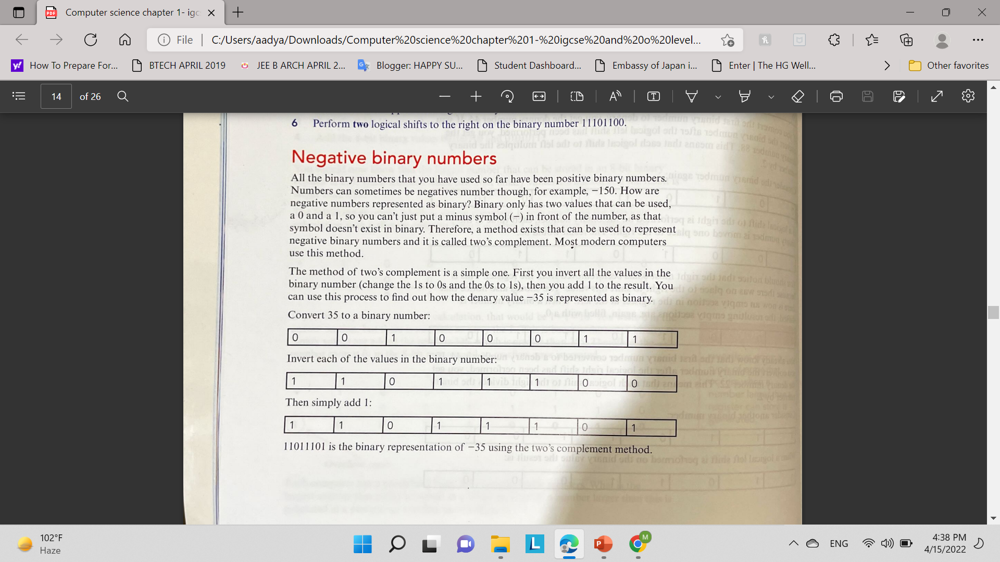 Computer science chapter 1- igc
File
C:/Users/aadya/Downloads/Computer%20science%20chapter%201-%20igcse%20and%20o%20level...
How To Prepare For...
BTECH APRIL 2019
JEE B ARCH APRIL 2...
Blogger: HAPPY SU...
Student Dashboard...
Embassy of Japan i...
Enter | The HG Well...
Other favorites
14 of 26
6 Perform two logical shifts to the right on the binary number 11101100.
Negative binary numbers
All the binary numbers that you have used so far have been positive binary numbers.
Numbers can sometimes be negatives number though, for example, −150. How are
negative numbers represented as binary? Binary only has two values that can be used,
a 0 and a 1, so you can't just put a minus symbol (−) in front of the number, as that
symbol doesn't exist in binary. Therefore, a method exists that can be used to represent
negative binary numbers and it is called two's complement. Most modern computers
use this method.
The method of two's complement is a simple one. First you invert all the values in the
binary number (change the 1s to 0s and the 0s to 1s), then you add 1 to the result. You
can use this process to find out how the denary value −35 is represented as binary.
Convert 35 to a binary number:
0 0 1 0 0 0 1 1
Invert each of the values in the binary number:
1 1 0 1 1 1 0 0
Then simply add 1:
1 1 0 1 1 1 0 1
11011101 is the binary representation of −35 using the two's complement method.
102°F
Haze
ENG
4:38 PM
4/15/2022